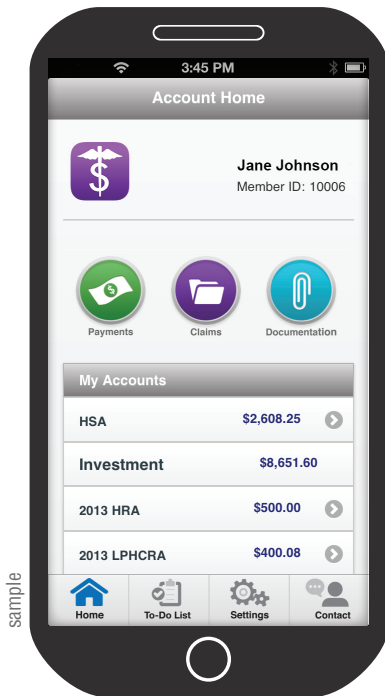 3:45 PM
Account Home
$
Jane Johnson
Member ID: 10006
Payments Claims Documentation
My Accounts
HSA $2,608.25
Investment $8,651.60
2013 HRA $500.00
2013 LPHCRA $400.08
Home To-Do List Settings Contact
sample